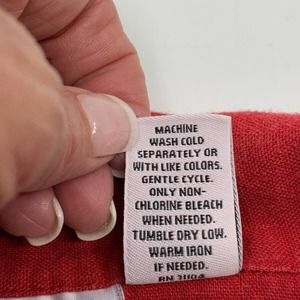 MACHINE
WASH COLD
SEPARATELY OR
WITH LIKE COLORS.
GENTLE CYCLE.
ONLY NON-
CHLORINE BLEACH
WHEN NEEDED.
TUMBLE DRY LOW.
WARM IRON
IF NEEDED.
RN